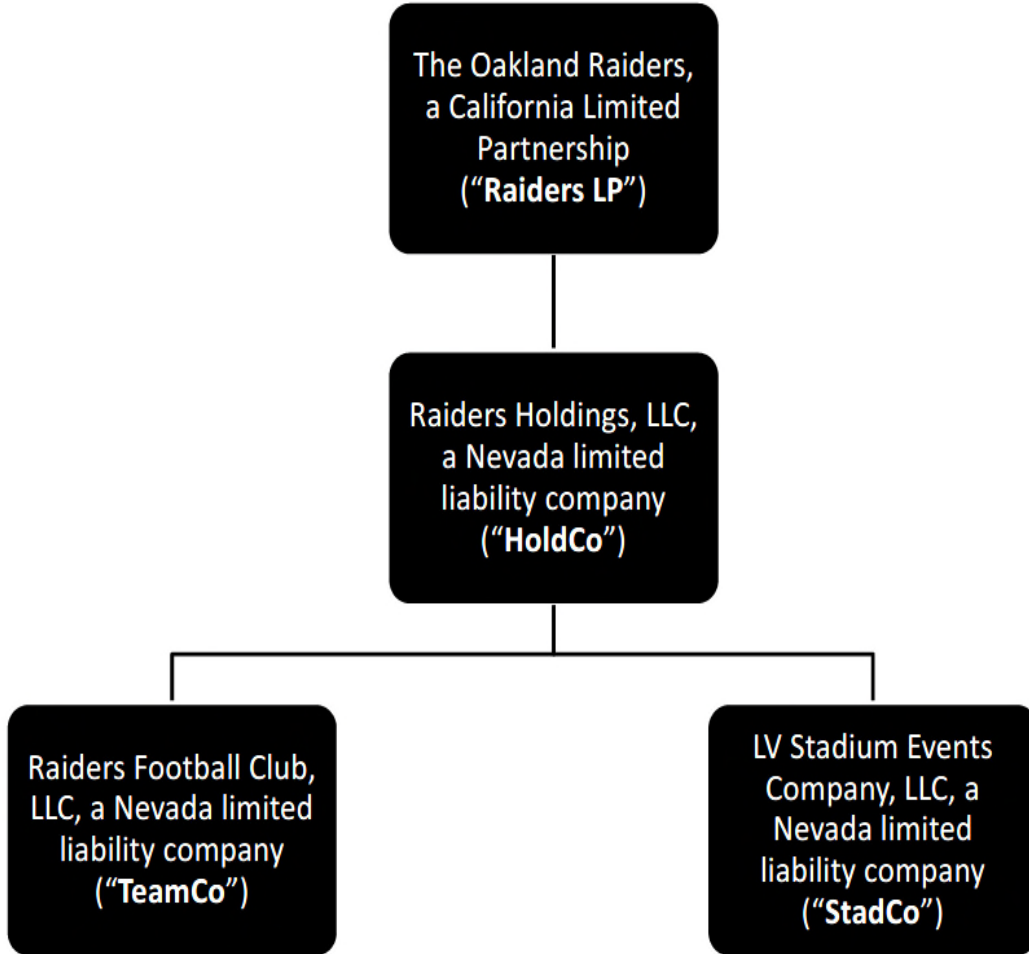 The Oakland Raiders,
a California Limited
Partnership
(“Raiders LP”)
Raiders Holdings, LLC,
a Nevada limited
liability company
(“HoldCo”)
Raiders Football Club,
LLC, a Nevada limited
liability company
(“TeamCo”)
LV Stadium Events
Company, LLC, a
Nevada limited
liability company
(“StadCo”)